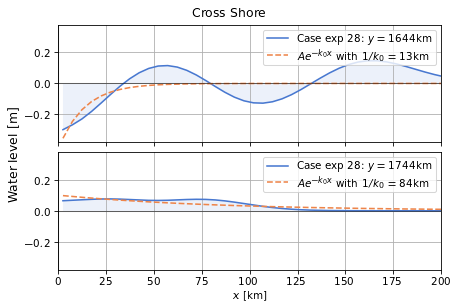 Cross Shore
Water level [m]
0.2
0.0
−0.2
Case exp 28: y = 1644km
Ae^{−k₀x} with 1/k₀ = 13km
0.2
0.0
−0.2
Case exp 28: y = 1744km
Ae^{−k₀x} with 1/k₀ = 84km
0 25 50 75 100 125 150 175 200
x [km]